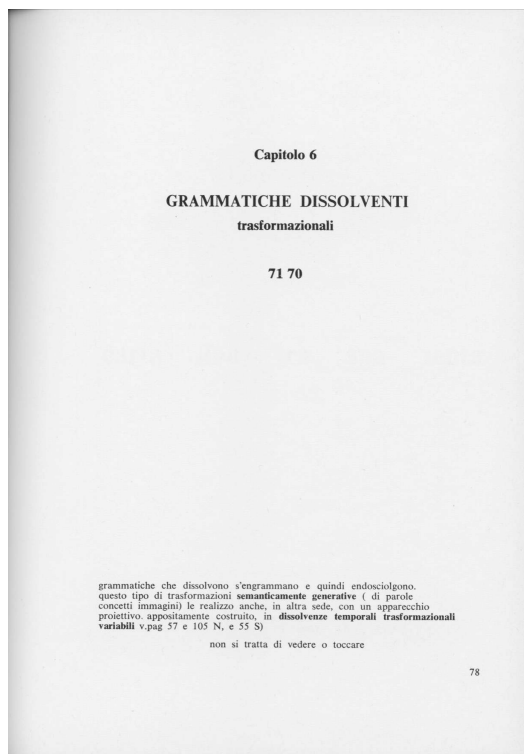 Capitolo 6
GRAMMATICHE DISSOLVENTI
trasformazionali
71 70
grammatiche che dissolvono s'engrammano e quindi endosciolgono.
questo tipo di trasformazioni semanticamente generative ( di parole
concetti immagini) le realizzo anche, in altra sede, con un apparecchio
proiettivo. appositamente costruito, in dissolvenze temporali trasformazionali
variabili v.pag 57 e 105 N, e 55 S)
non si tratta di vedere o toccare
78